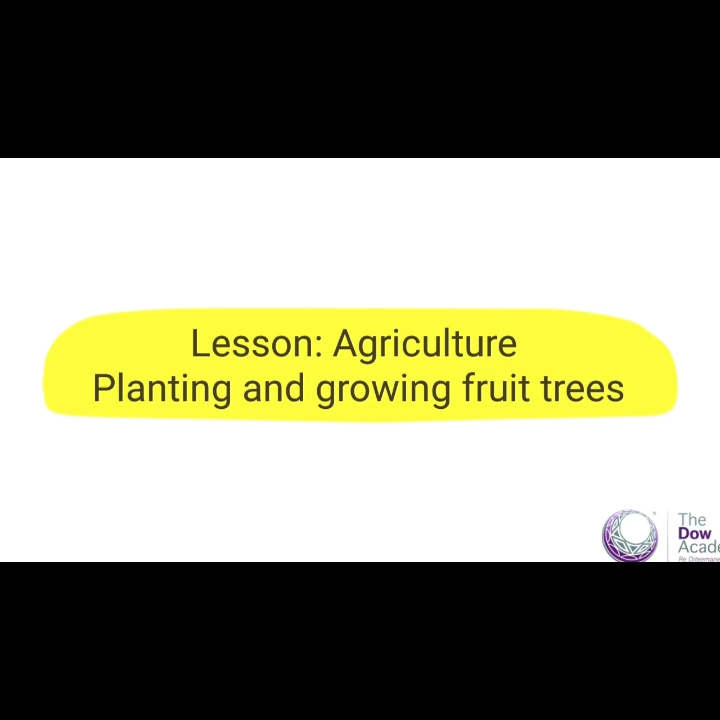 Lesson: Agriculture
Planting and growing fruit trees
The
Dow